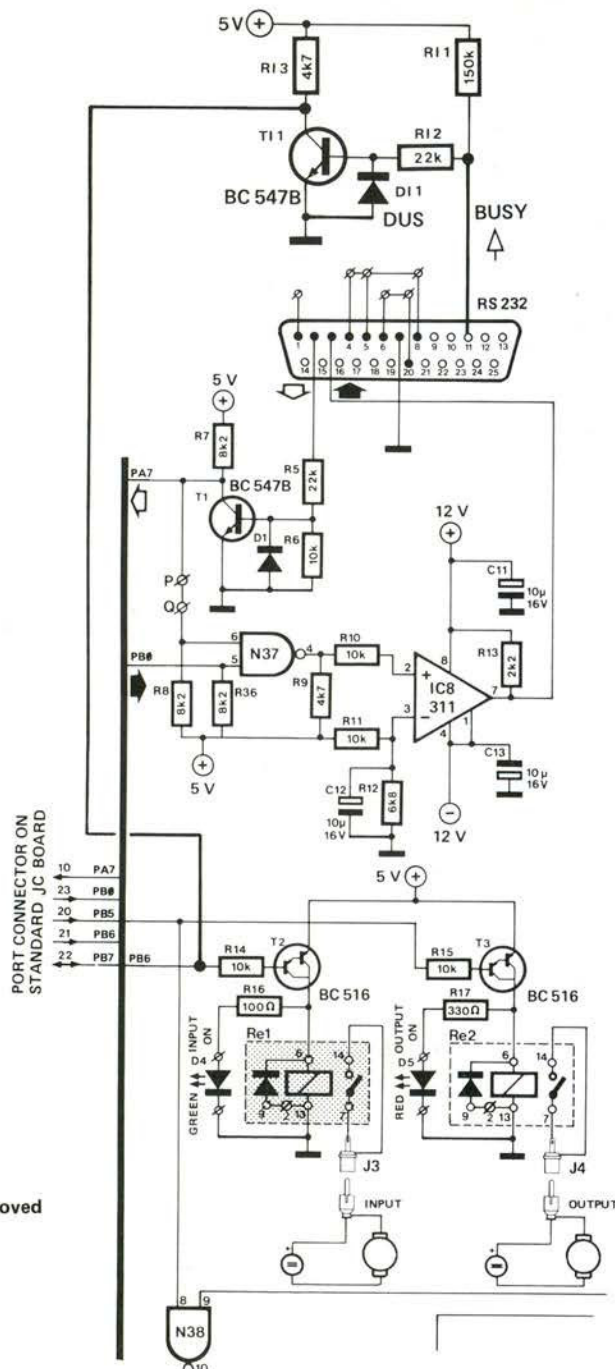 5 V
RI3
4k7
RI1
150k
TI1
RI2
22k
BC 547B
DI1
DUS
BUSY
RS 232
1
4
5
6
8
9
10
11
12
13
14
15
16
17
18
19
20
21
22
23
24
25
5 V
R7
8k2
PA7
T1
BC 547B
R5
22k
D1
R6
10k
P
Q
12 V
C11
10µ
16V
6
N37
4
R10
10k
2
8
R13
2k2
PB0
5
R8
8k2
8k2
R36
R9
4k7
IC8
311
7
3
1
4
R11
10k
C13
10µ
16V
5 V
C12
10µ
16V
R12
6k8
12 V
PORT CONNECTOR ON
STANDARD JC BOARD
10 PA7
23 PB0
20 PB5
21 PB6
22 PB7
PB6
5 V
R14
10k
T2
BC 516
R15
10k
T3
BC 516
R16
100Ω
R17
330Ω
INPUT
ON
D4
GREEN
Re1
6
14
9
2
13
7
J3
OUTPUT
ON
D5
RED
Re2
6
14
9
2
13
7
J4
INPUT
OUTPUT
oved
8
9
N38
10